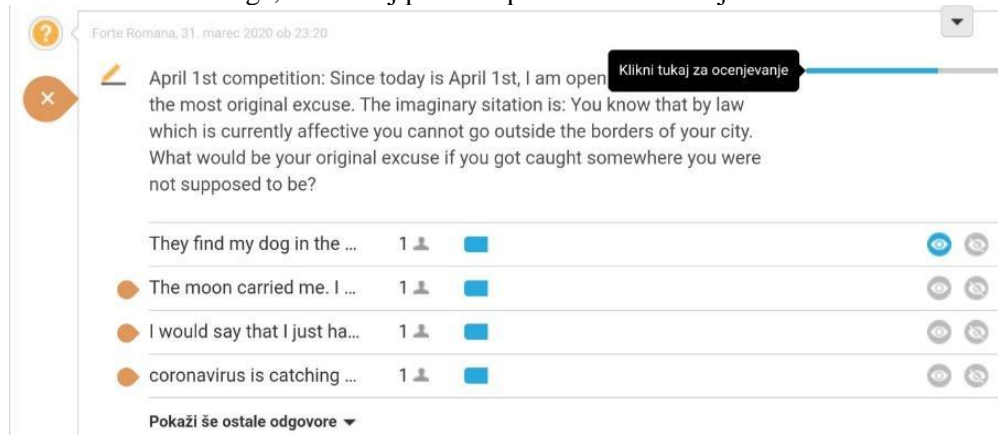 Forte Romana, 31. marec 2020 ob 23:20
April 1st competition: Since today is April 1st, I am open
Klikni tukaj za ocenjevanje
the most original excuse. The imaginary sitation is: You know that by law
which is currently affective you cannot go outside the borders of your city.
What would be your original excuse if you got caught somewhere you were
not supposed to be?
They find my dog in the ... 1
The moon carried me. I ... 1
I would say that I just ha... 1
coronavirus is catching ... 1
Pokaži še ostale odgovore